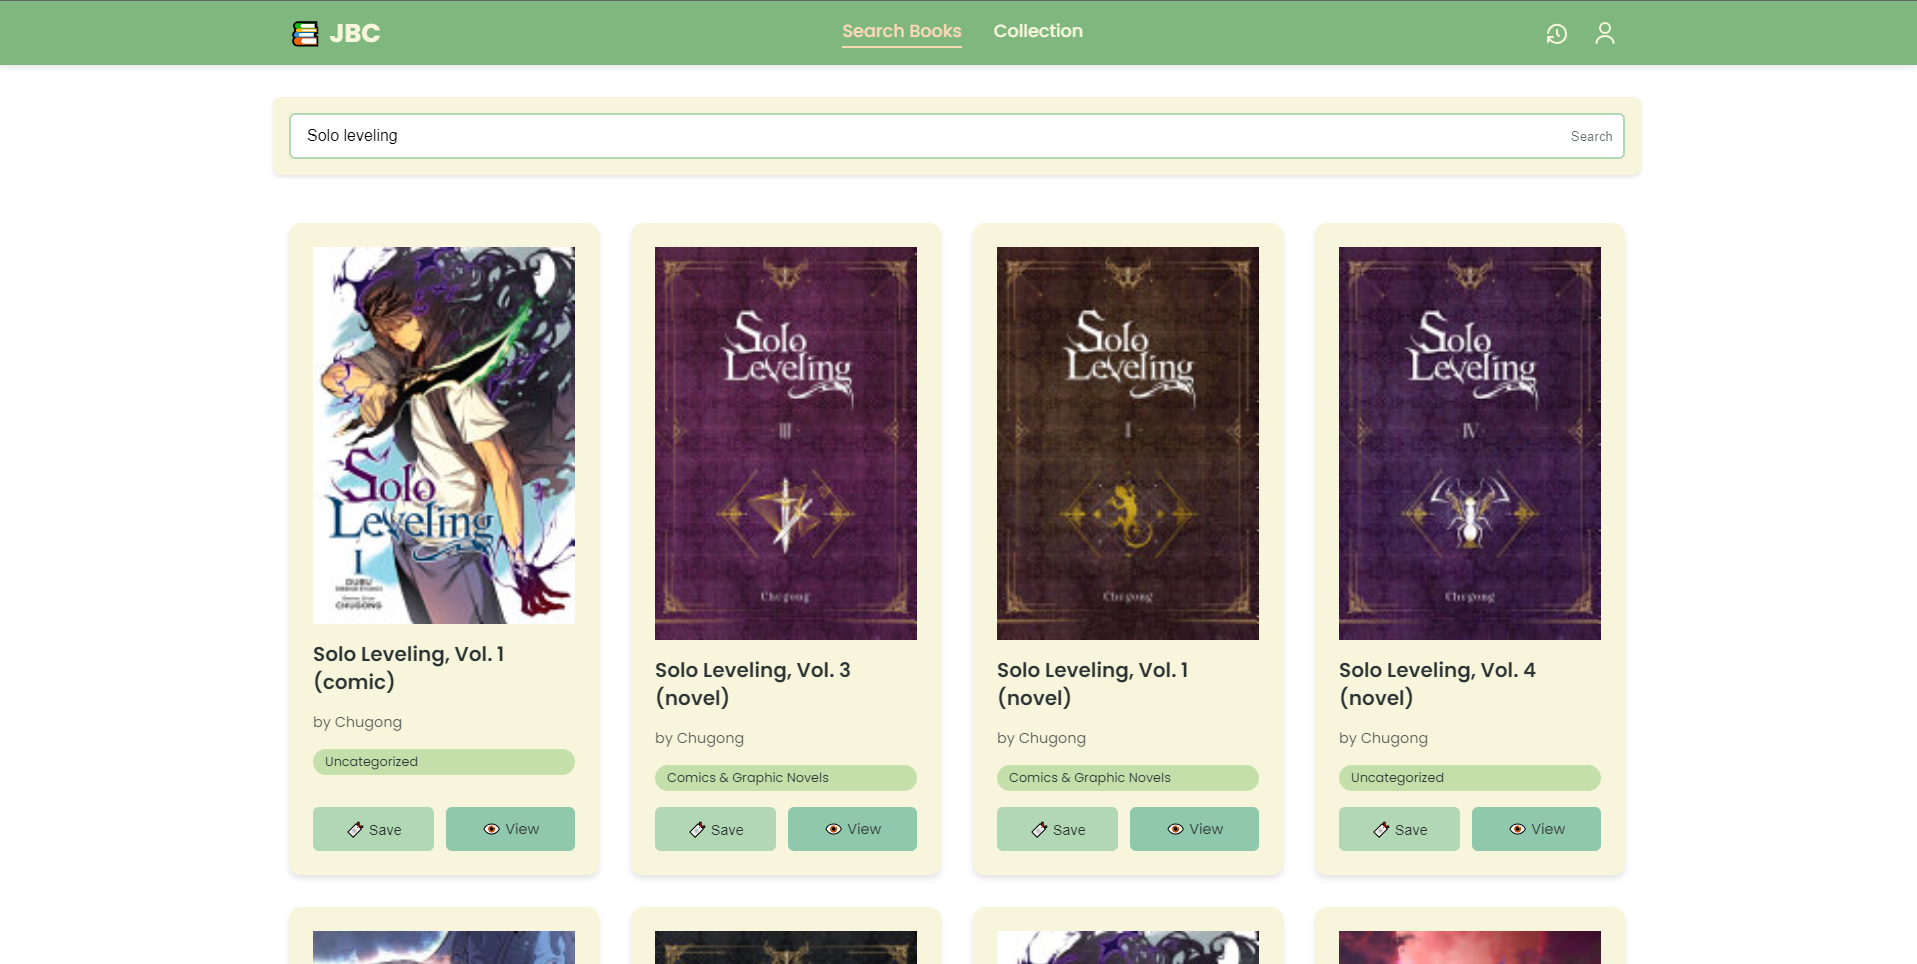 JBC
Search Books
Collection
Solo leveling
Search
Solo
Leveling
I
DUBU
CHUGONG
Solo
Leveling
III
Chugong
Solo
Leveling
I
Chugong
Solo
Leveling
IV
Chugong
Solo Leveling, Vol. 1
(comic)
by Chugong
Uncategorized
Save
View
Solo Leveling, Vol. 3
(novel)
by Chugong
Comics & Graphic Novels
Save
View
Solo Leveling, Vol. 1
(novel)
by Chugong
Comics & Graphic Novels
Save
View
Solo Leveling, Vol. 4
(novel)
by Chugong
Uncategorized
Save
View